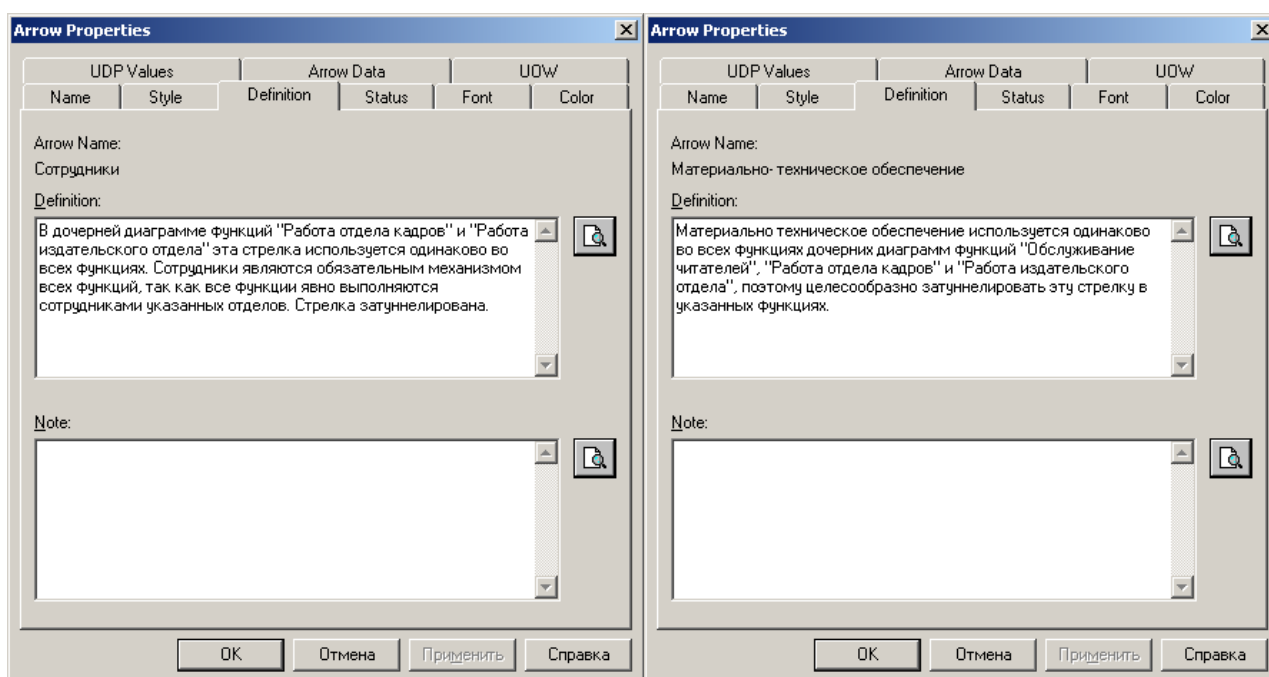 Arrow Properties
UDP Values Arrow Data UOW
Name Style Definition Status Font Color
Arrow Name:
Сотрудники
Definition:
В дочерней диаграмме функций "Работа отдела кадров" и "Работа
издательского отдела" эта стрелка используется одинаково во
всех функциях. Сотрудники являются обязательным механизмом
всех функций, так как все функции явно выполняются
сотрудниками указанных отделов. Стрелка затуннелирована.
Note:
OK Отмена Применить Справка
Arrow Properties
UDP Values Arrow Data UOW
Name Style Definition Status Font Color
Arrow Name:
Материально- техническое обеспечение
Definition:
Материально техническое обеспечение используется одинаково
во всех функциях дочерних диаграмм функций "Обслуживание
читателей", "Работа отдела кадров" и "Работа издательского
отдела", поэтому целесообразно затуннелировать эту стрелку в
указанных функциях.
Note:
OK Отмена Применить Справка